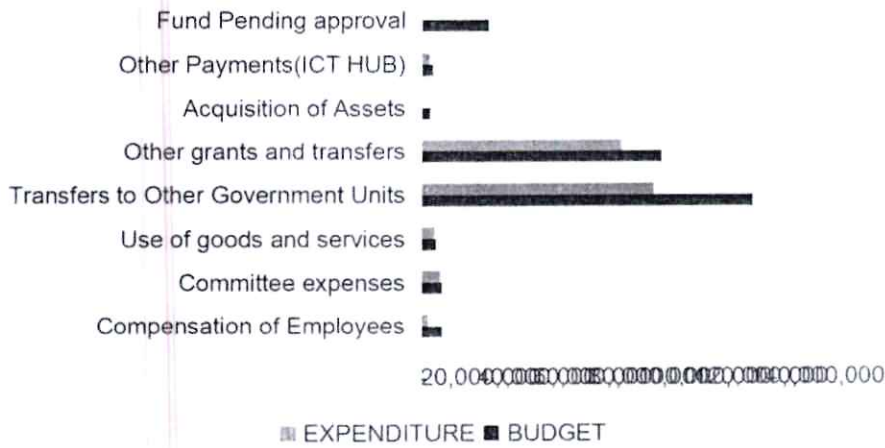 Fund Pending approval
Other Payments(ICT HUB)
Acquisition of Assets
Other grants and transfers
Transfers to Other Government Units
Use of goods and services
Committee expenses
Compensation of Employees
EXPENDITURE BUDGET